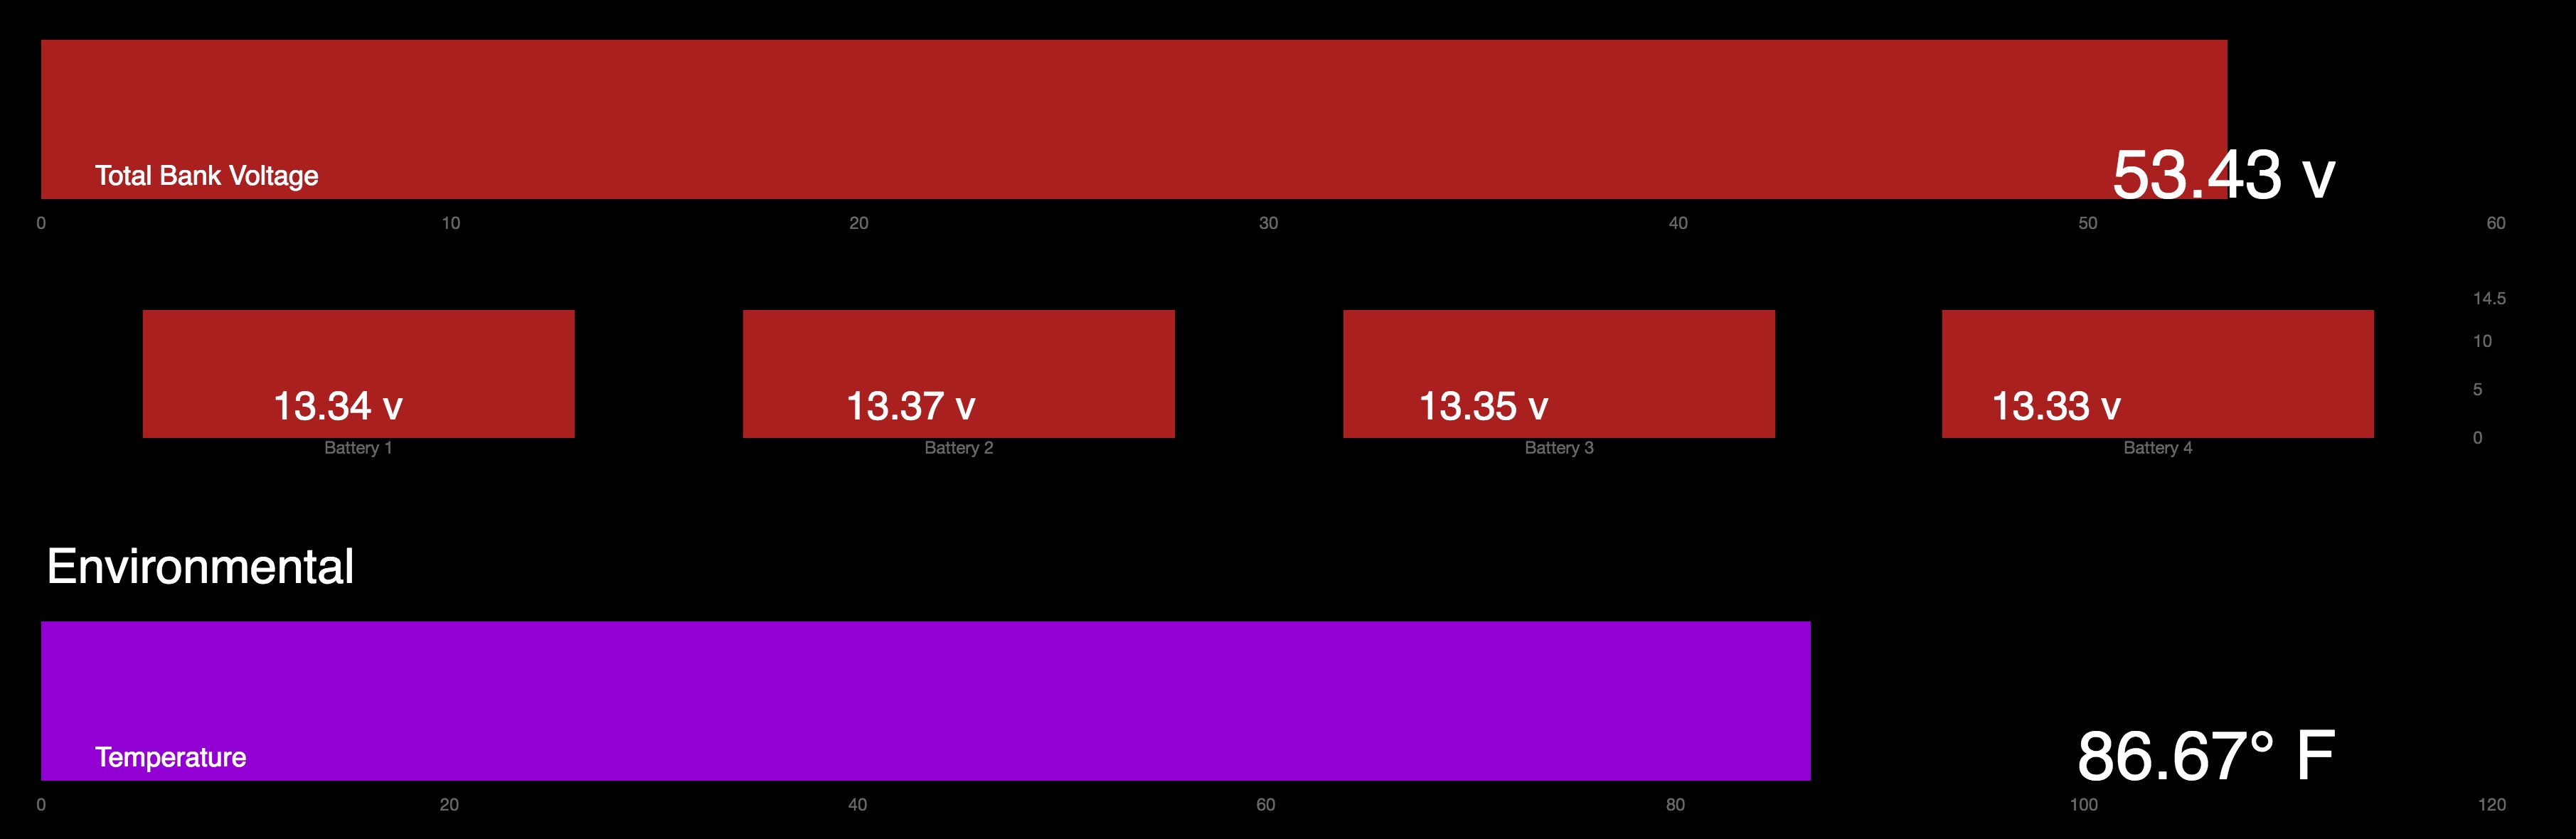 Total Bank Voltage
53.43 v
0 10 20 30 40 50 60
14.5
10
5
0
13.34 v 13.37 v 13.35 v 13.33 v
Battery 1 Battery 2 Battery 3 Battery 4
Environmental
Temperature
86.67° F
0 20 40 60 80 100 120